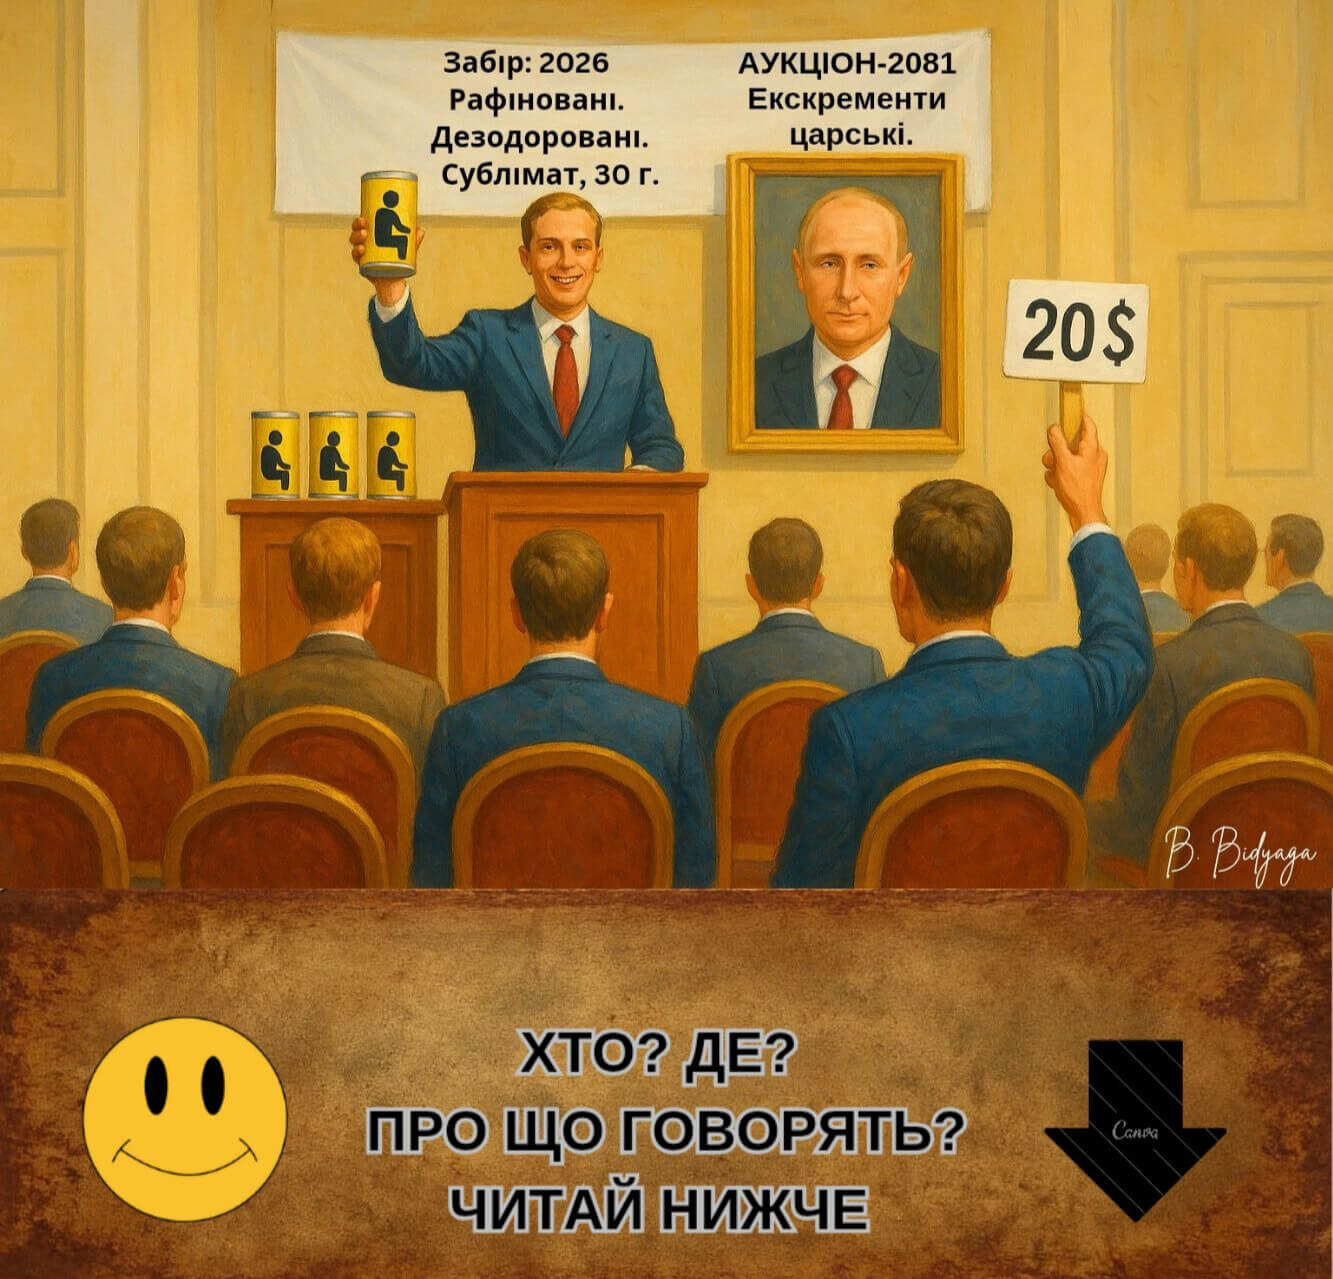 Забір: 2026
Рафіновані.
Дезодоровані.
Сублімат, 30 г.
АУКЦІОН-2081
Екскременти
царські.
20$
B. Bidyaga
ХТО? ДЕ?
ПРО ЩО ГОВОРЯТЬ?
ЧИТАЙ НИЖЧЕ
Canva